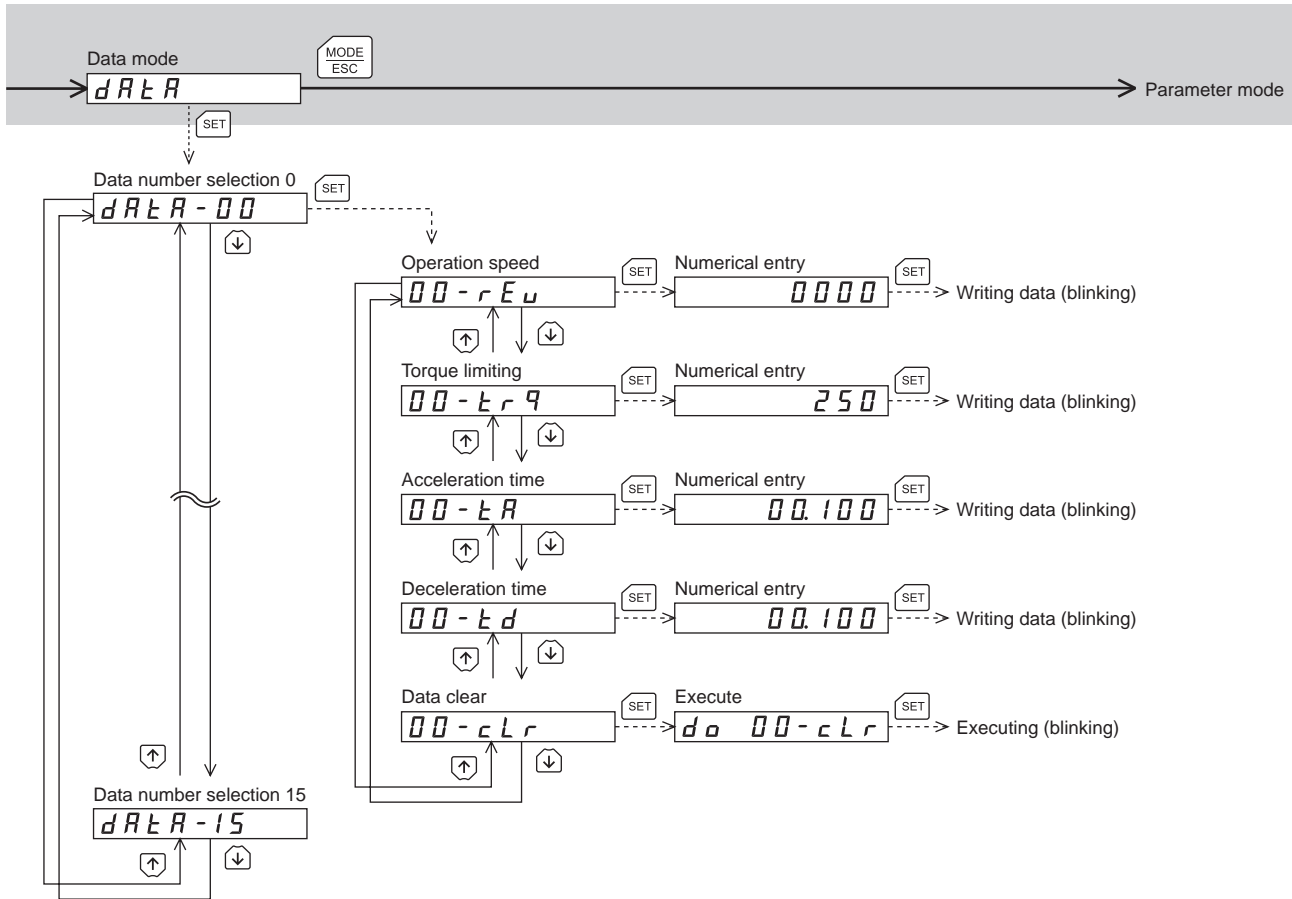 Data mode
MODE
ESC
dAtA
Parameter mode
SET
Data number selection 0
SET
dAtA-00
Operation speed
SET
Numerical entry
SET
00-rEv
0000
Writing data (blinking)
Torque limiting
SET
Numerical entry
SET
00-trq
250
Writing data (blinking)
Acceleration time
SET
Numerical entry
SET
00-tA
00.100
Writing data (blinking)
Deceleration time
SET
Numerical entry
SET
00-td
00.100
Writing data (blinking)
Data clear
SET
Execute
SET
00-cLr
do 00-cLr
Executing (blinking)
Data number selection 15
dAtA-15